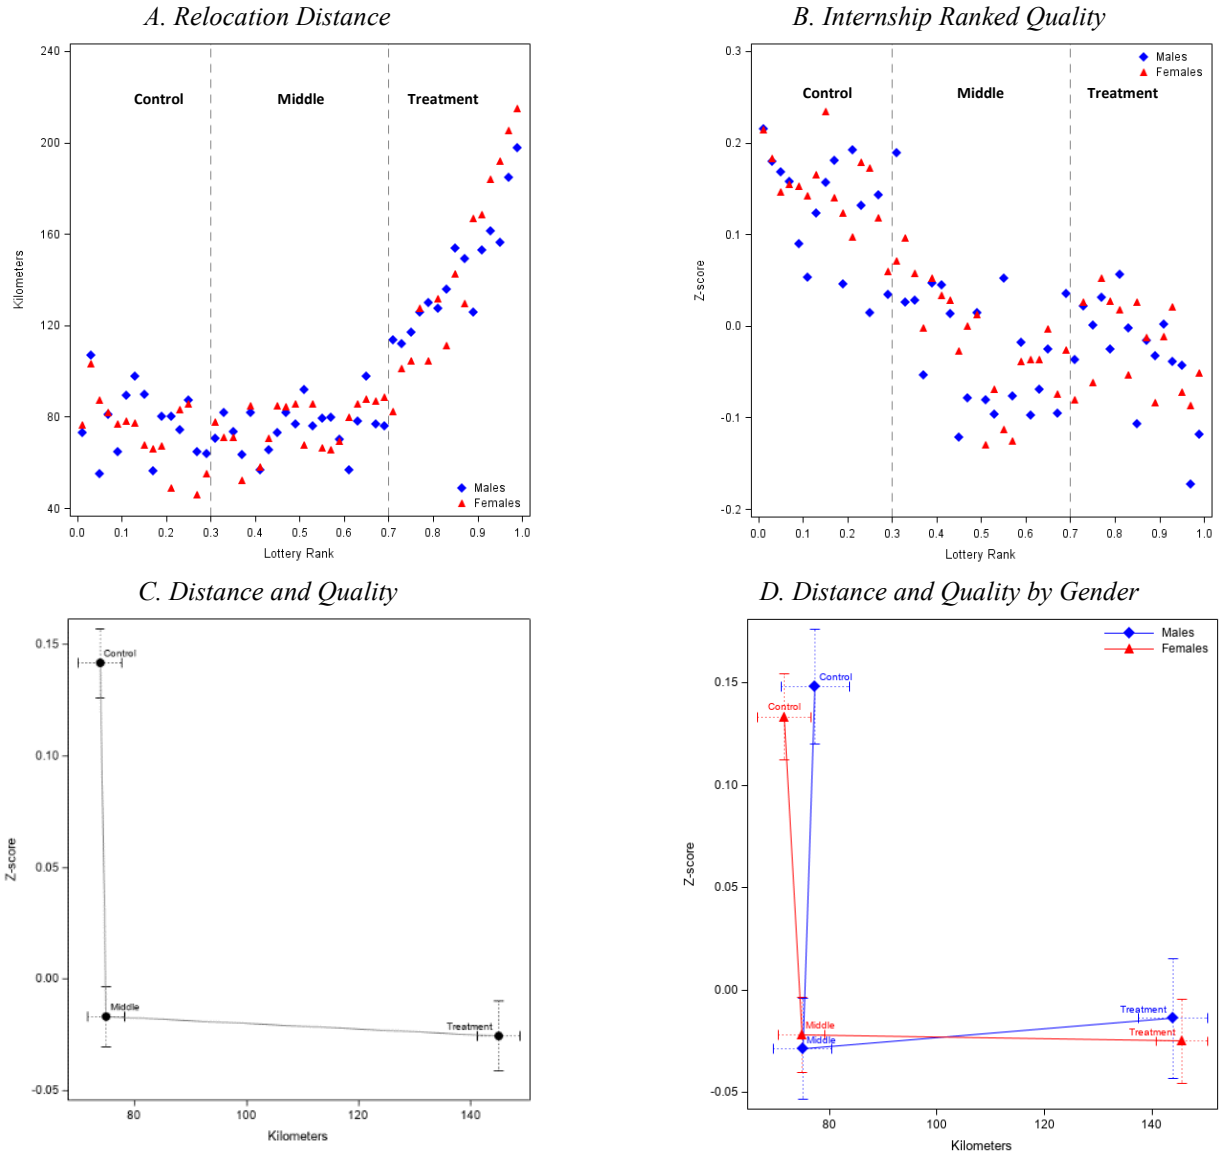 A. Relocation Distance
240
200
160
120
80
40
Kilometers
Control
Middle
Treatment
Males
Females
0.0 0.1 0.2 0.3 0.4 0.5 0.6 0.7 0.8 0.9 1.0
Lottery Rank
B. Internship Ranked Quality
0.3
0.2
0.1
0.0
-0.1
-0.2
Z-score
Males
Females
Control
Middle
Treatment
0.0 0.1 0.2 0.3 0.4 0.5 0.6 0.7 0.8 0.9 1.0
Lottery Rank
C. Distance and Quality
0.15
0.10
0.05
0.00
-0.05
Z-score
Control
Middle
Treatment
80 100 120 140
Kilometers
D. Distance and Quality by Gender
0.15
0.10
0.05
0.00
-0.05
Z-score
Males
Females
Control
Control
Middle
Middle
Treatment
Treatment
80 100 120 140
Kilometers